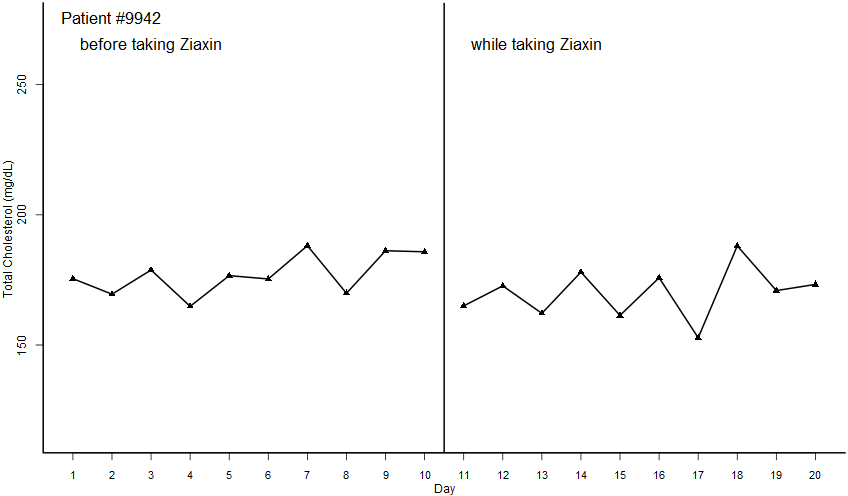 Patient #9942
before taking Ziaxin
while taking Ziaxin
Total Cholesterol (mg/dL)
250
200
150
1 2 3 4 5 6 7 8 9 10 11 12 13 14 15 16 17 18 19 20
Day